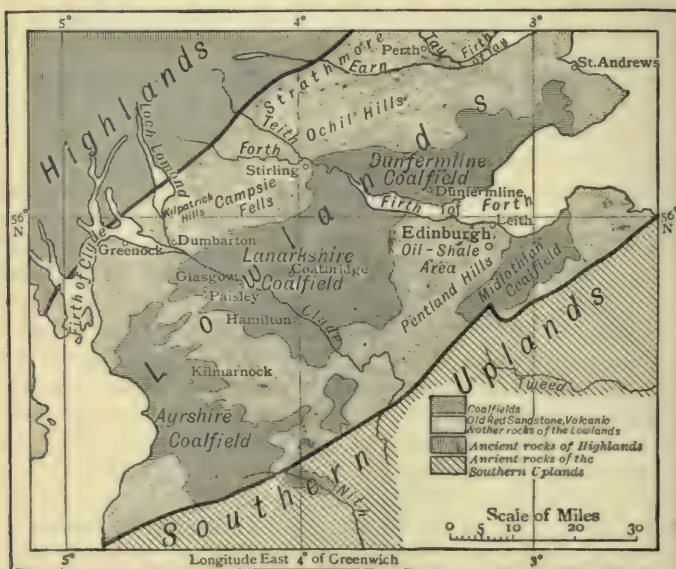 5°
4°
3°
Highlands
Strathmore
Perth
Tay
Firth of Tay
Earn
St. Andrews
Loch Lomond
Teith
Ochil Hills
Forth
Stirling
Dunfermline
Coalfield
Dunfermline
Kilpatrick
Hills
Campsie
Fells
Firth of Forth
56°
56°
Leith
Edinburgh
Oil-Shale
Area
Dumbarton
Greenock
Firth of Clyde
Lanarkshire
Coalfield
Coatbridge
Glasgow
Paisley
Hamilton
Clyde
Pentland Hills
Midlothian
Coalfield
Lowlands
Kilmarnock
Ayrshire
Coalfield
Southern Uplands
Tweed
Nith
Coalfields
Old Red Sandstone, Volcanic
& other rocks of the Lowlands
Ancient rocks of Highlands
Ancient rocks of the
Southern Uplands
Scale of Miles
0 5 10 20 30
5° Longitude East 4° of Greenwich 3°